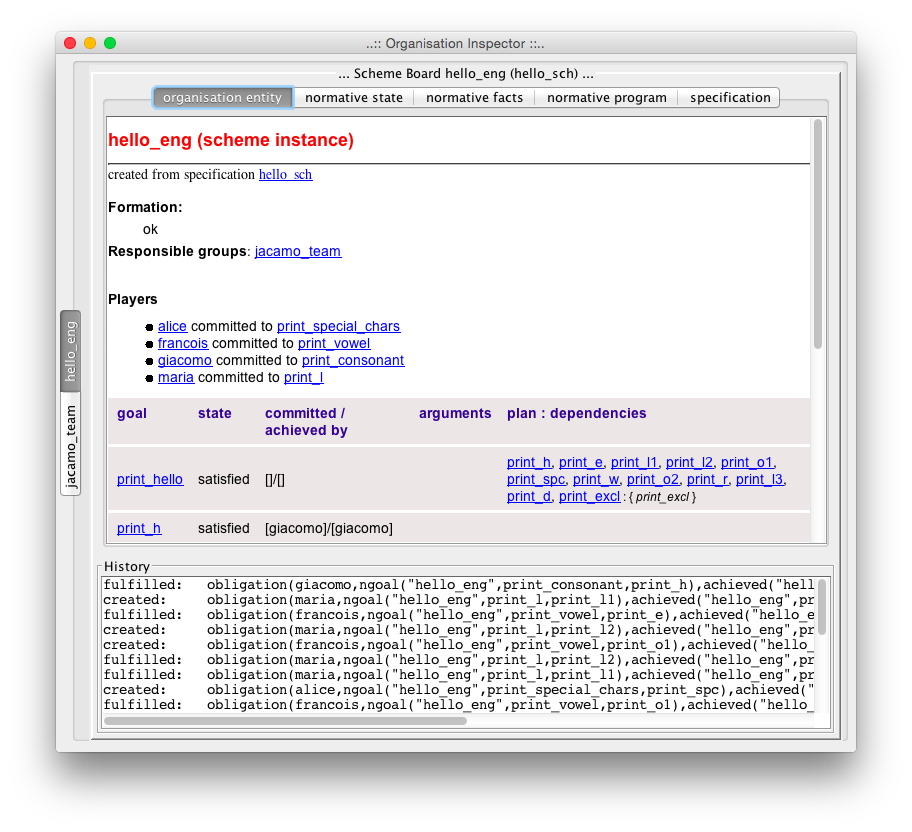 ..:: Organisation Inspector ::..
... Scheme Board hello_eng (hello_sch) ...
organisation entity normative state normative facts normative program specification
hello_eng
jacamo_team
hello_eng (scheme instance)
created from specification hello_sch
Formation:
ok
Responsible groups: jacamo_team
Players
alice committed to print_special_chars
francois committed to print_vowel
giacomo committed to print_consonant
maria committed to print_l
goal state committed / achieved by arguments plan : dependencies
print_hello satisfied []/[] print_h, print_e, print_l1, print_l2, print_o1,
print_spc, print_w, print_o2, print_r, print_l3,
print_d, print_excl : { print_excl }
print_h satisfied [giacomo]/[giacomo]
History
fulfilled: obligation(giacomo,ngoal("hello_eng",print_consonant,print_h),achieved("hell
created: obligation(maria,ngoal("hello_eng",print_l,print_l1),achieved("hello_eng",pr
fulfilled: obligation(francois,ngoal("hello_eng",print_vowel,print_e),achieved("hello_e
created: obligation(maria,ngoal("hello_eng",print_l,print_l2),achieved("hello_eng",pr
created: obligation(francois,ngoal("hello_eng",print_vowel,print_o1),achieved("hello_
fulfilled: obligation(maria,ngoal("hello_eng",print_l,print_l2),achieved("hello_eng",pr
fulfilled: obligation(maria,ngoal("hello_eng",print_l,print_l1),achieved("hello_eng",pr
created: obligation(alice,ngoal("hello_eng",print_special_chars,print_spc),achieved("
fulfilled: obligation(francois,ngoal("hello_eng",print_vowel,print_o1),achieved("hello_